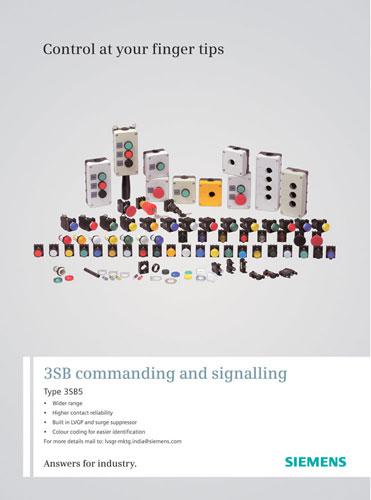 Control at your finger tips
3SB commanding and signalling
Type 3SB5
• Wider range
• Higher contact reliability
• Built in LVGF and surge suppressor
• Colour coding for easier identification
For more details mail to: lvsgr-mktg.india@siemens.com
Answers for industry.
SIEMENS